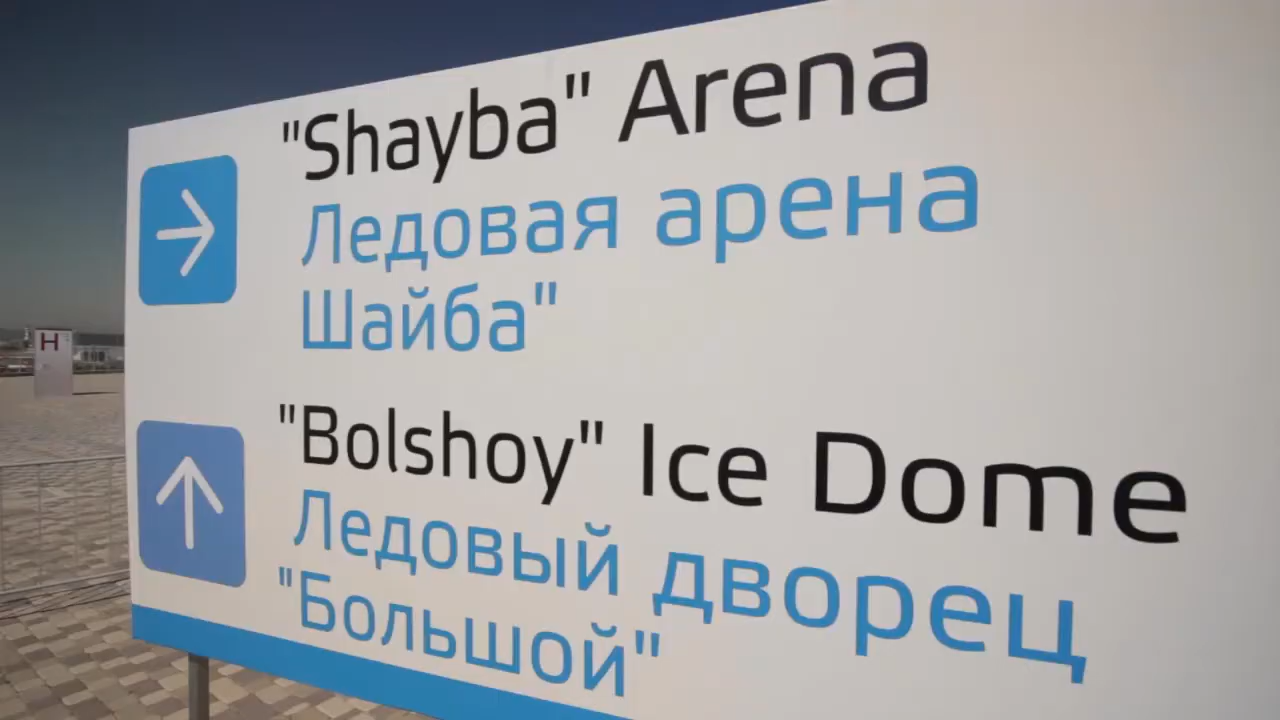 "Shayba" Arena
Ледовая арена
Шайба"
"Bolshoy" Ice Dome
Ледовый дворец
"Большой"
H